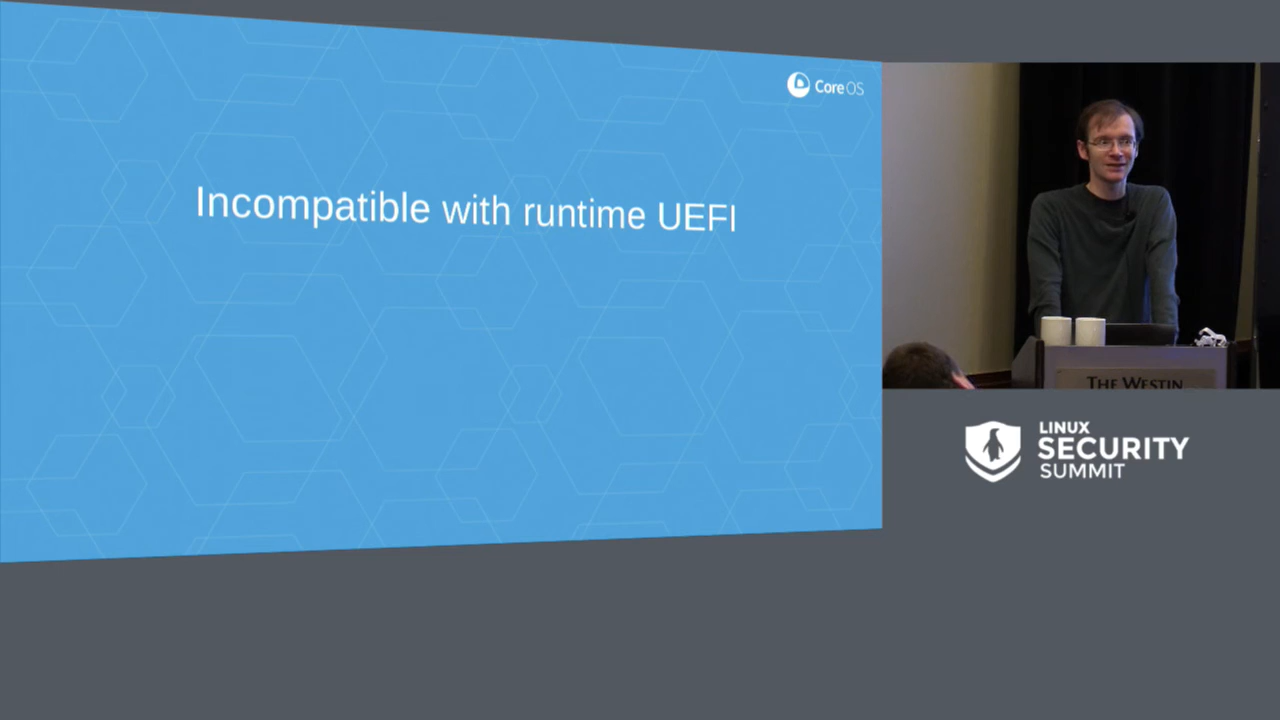 CoreOS
Incompatible with runtime UEFI
THE WESTIN
LINUX
SECURITY
SUMMIT